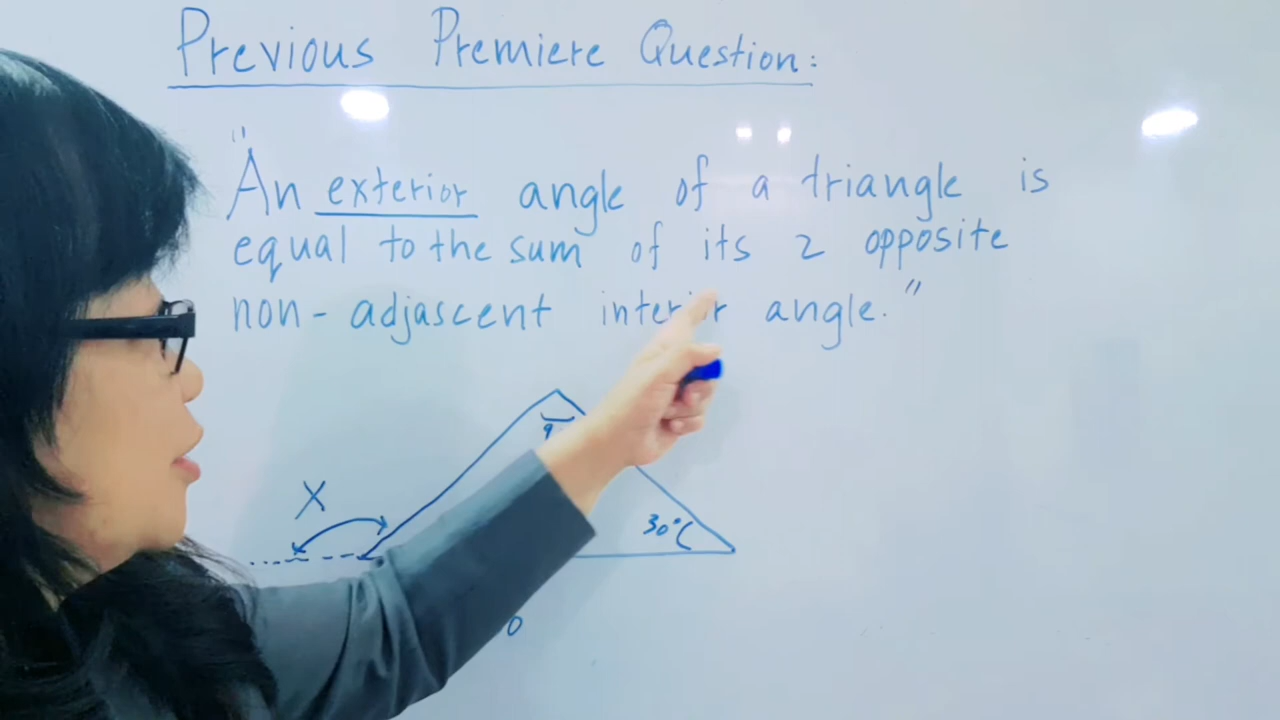 Previous Premiere Question:
"An exterior angle of a triangle is
equal to the sum of its 2 opposite
non-adjascent interior angle."
X
30°